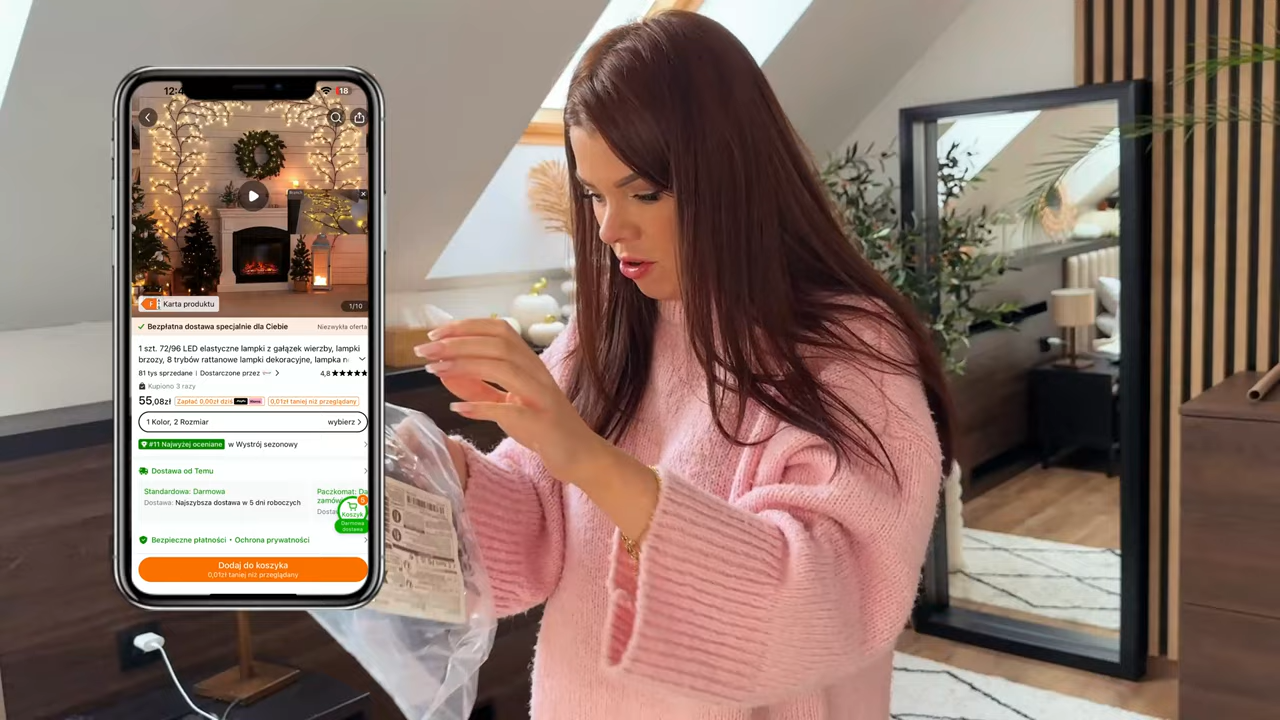 12:4
18
Karta produktu
1/10
Bezpłatna dostawa specjalnie dla Ciebie
Niezwykła oferta
1 szt. 72/96 LED elastyczne lampki z gałązek wierzby, lampki
brzozy, 8 trybów rattanowe lampki dekoracyjne, lampka n
81 tys sprzedane | Dostarczone przez
4,8 ★★★★★
Kupiono 3 razy
55,08zł
Zapłać 0,00zł dziś
0,01zł taniej niż przeglądany
1 Kolor, 2 Rozmiar
wybierz
#11 Najwyżej oceniane w Wystrój sezonowy
Dostawa od Temu
Standardowa: Darmowa
Dostawa: Najszybsza dostawa w 5 dni roboczych
Paczkomat: Da
zamów
Dosta
Koszyk
Darmowa
dostawa
Bezpieczne płatności • Ochrona prywatności
Dodaj do koszyka
0,01zł taniej niż przeglądany